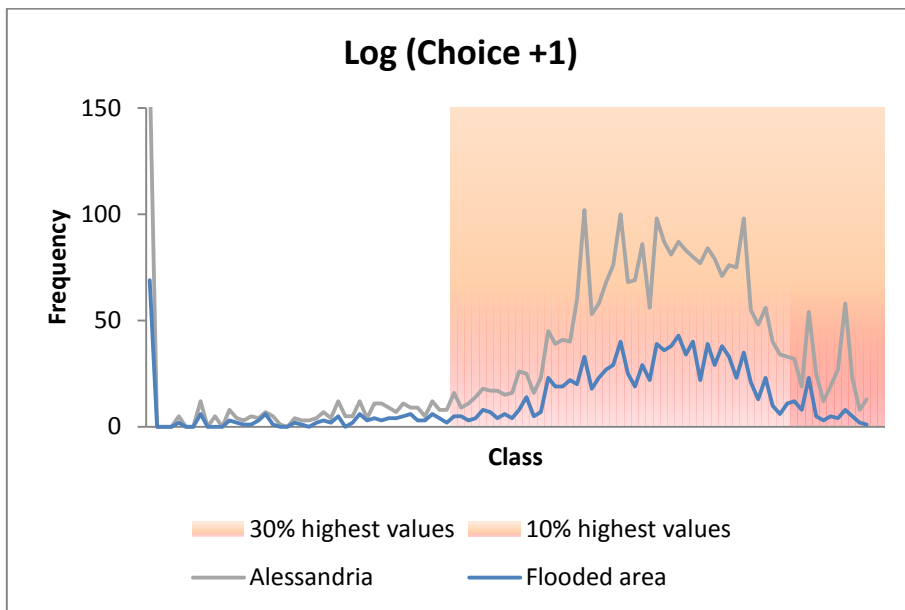 Log (Choice +1)
150
100
50
0
Frequency
Class
30% highest values
10% highest values
Alessandria
Flooded area